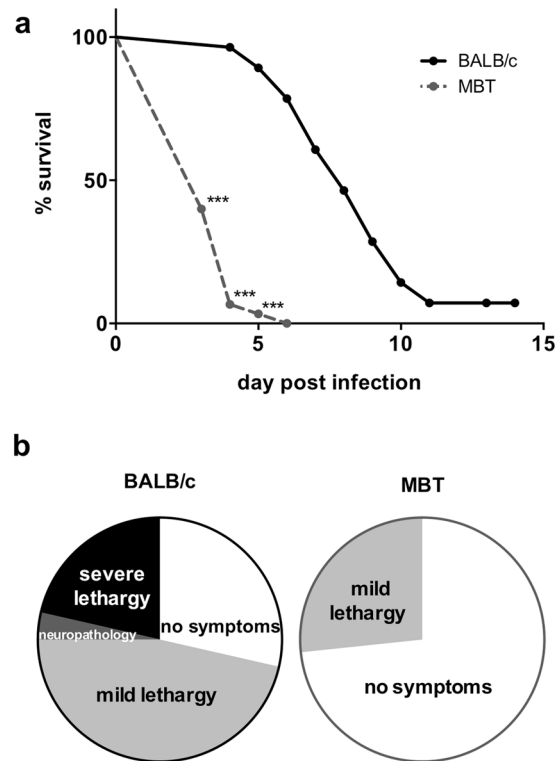 a
100
50
0
% survival
BALB/c
MBT
***
***
***
0
5
10
15
day post infection
b
BALB/c
MBT
severe
lethargy
no symptoms
neuropathology
mild lethargy
mild
lethargy
no symptoms